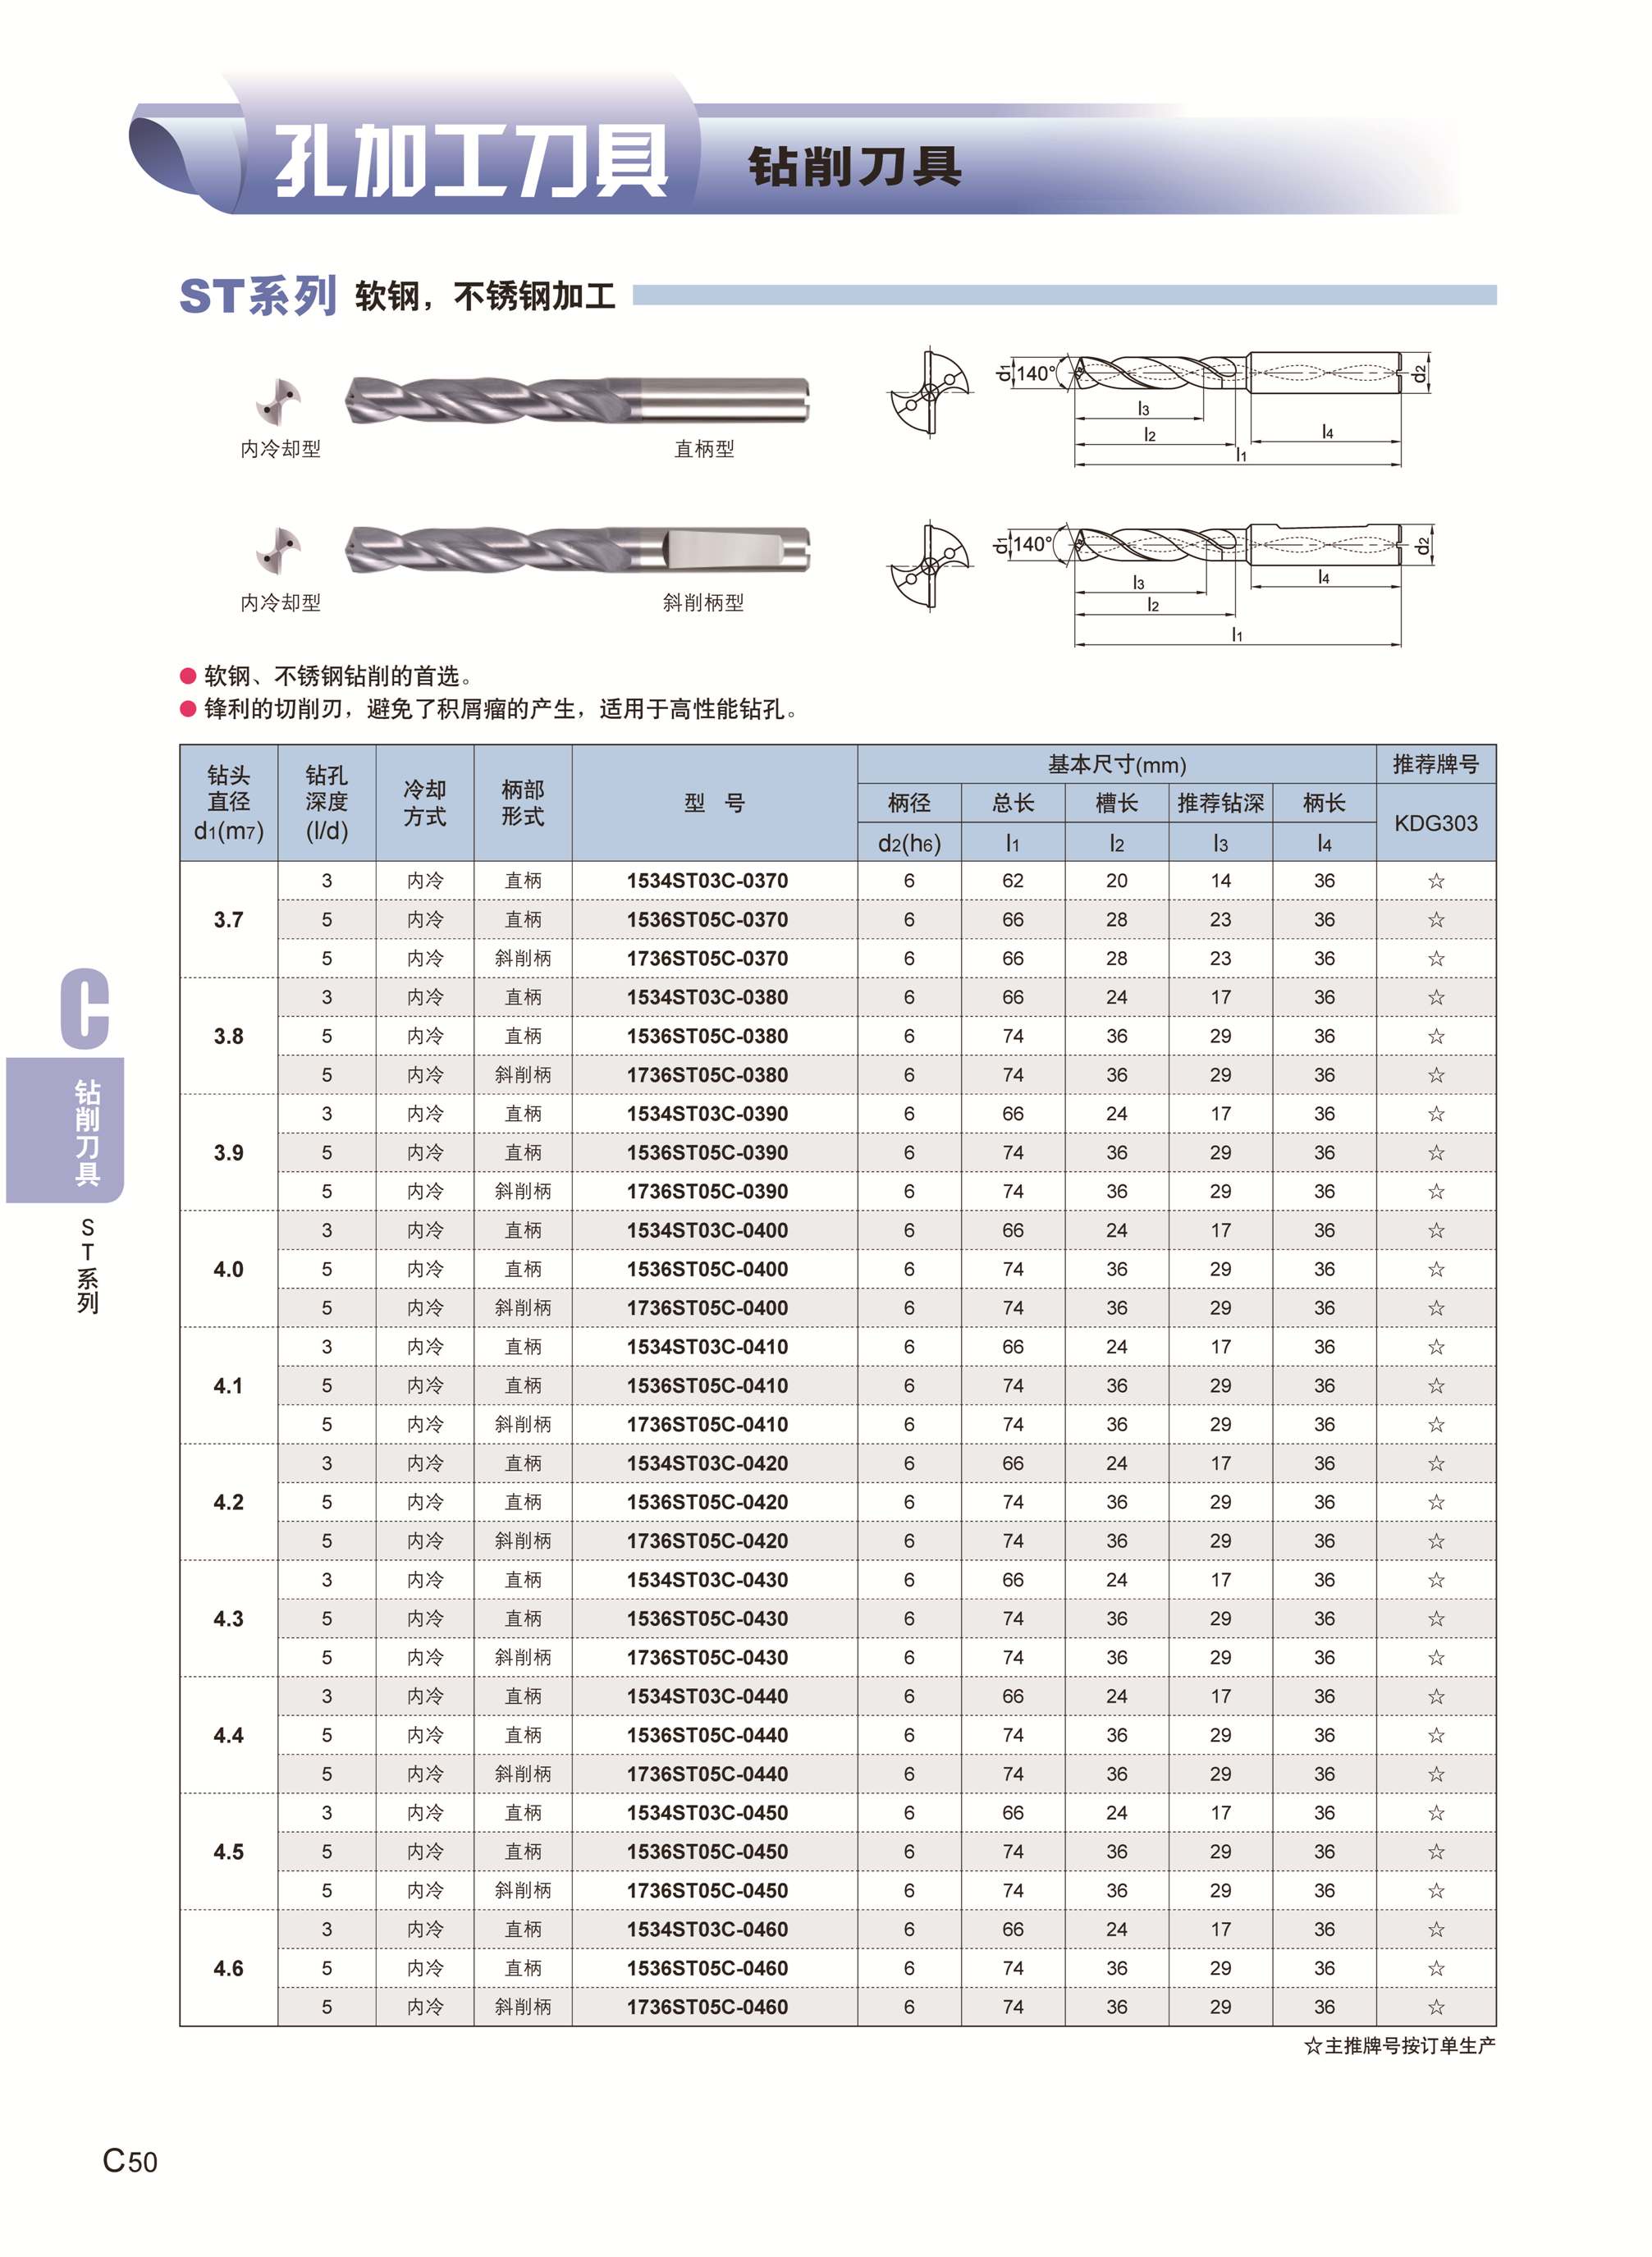 孔加工刀具 钻削刀具
ST系列 软钢，不锈钢加工
d1 140° d2
l3
l4
l2
l1
内冷却型 直柄型
d1 140° d2
l3 l4
l2
l1
内冷却型 斜削柄型
● 软钢、不锈钢钻削的首选。
● 锋利的切削刃，避免了积屑瘤的产生，适用于高性能钻孔。
钻头直径d1(m7) 钻孔深度(l/d) 冷却方式 柄部形式 型 号 基本尺寸(mm) 推荐牌号
柄径 总长 槽长 推荐钻深 柄长 KDG303
d2(h6) l1 l2 l3 l4
3.7 3 内冷 直柄 1534ST03C-0370 6 62 20 14 36 ☆
5 内冷 直柄 1536ST05C-0370 6 66 28 23 36 ☆
5 内冷 斜削柄 1736ST05C-0370 6 66 28 23 36 ☆
3.8 3 内冷 直柄 1534ST03C-0380 6 66 24 17 36 ☆
5 内冷 直柄 1536ST05C-0380 6 74 36 29 36 ☆
5 内冷 斜削柄 1736ST05C-0380 6 74 36 29 36 ☆
3.9 3 内冷 直柄 1534ST03C-0390 6 66 24 17 36 ☆
5 内冷 直柄 1536ST05C-0390 6 74 36 29 36 ☆
5 内冷 斜削柄 1736ST05C-0390 6 74 36 29 36 ☆
4.0 3 内冷 直柄 1534ST03C-0400 6 66 24 17 36 ☆
5 内冷 直柄 1536ST05C-0400 6 74 36 29 36 ☆
5 内冷 斜削柄 1736ST05C-0400 6 74 36 29 36 ☆
4.1 3 内冷 直柄 1534ST03C-0410 6 66 24 17 36 ☆
5 内冷 直柄 1536ST05C-0410 6 74 36 29 36 ☆
5 内冷 斜削柄 1736ST05C-0410 6 74 36 29 36 ☆
4.2 3 内冷 直柄 1534ST03C-0420 6 66 24 17 36 ☆
5 内冷 直柄 1536ST05C-0420 6 74 36 29 36 ☆
5 内冷 斜削柄 1736ST05C-0420 6 74 36 29 36 ☆
4.3 3 内冷 直柄 1534ST03C-0430 6 66 24 17 36 ☆
5 内冷 直柄 1536ST05C-0430 6 74 36 29 36 ☆
5 内冷 斜削柄 1736ST05C-0430 6 74 36 29 36 ☆
4.4 3 内冷 直柄 1534ST03C-0440 6 66 24 17 36 ☆
5 内冷 直柄 1536ST05C-0440 6 74 36 29 36 ☆
5 内冷 斜削柄 1736ST05C-0440 6 74 36 29 36 ☆
4.5 3 内冷 直柄 1534ST03C-0450 6 66 24 17 36 ☆
5 内冷 直柄 1536ST05C-0450 6 74 36 29 36 ☆
5 内冷 斜削柄 1736ST05C-0450 6 74 36 29 36 ☆
4.6 3 内冷 直柄 1534ST03C-0460 6 66 24 17 36 ☆
5 内冷 直柄 1536ST05C-0460 6 74 36 29 36 ☆
5 内冷 斜削柄 1736ST05C-0460 6 74 36 29 36 ☆
☆主推牌号按订单生产
C
钻削刀具
ST系列
C50